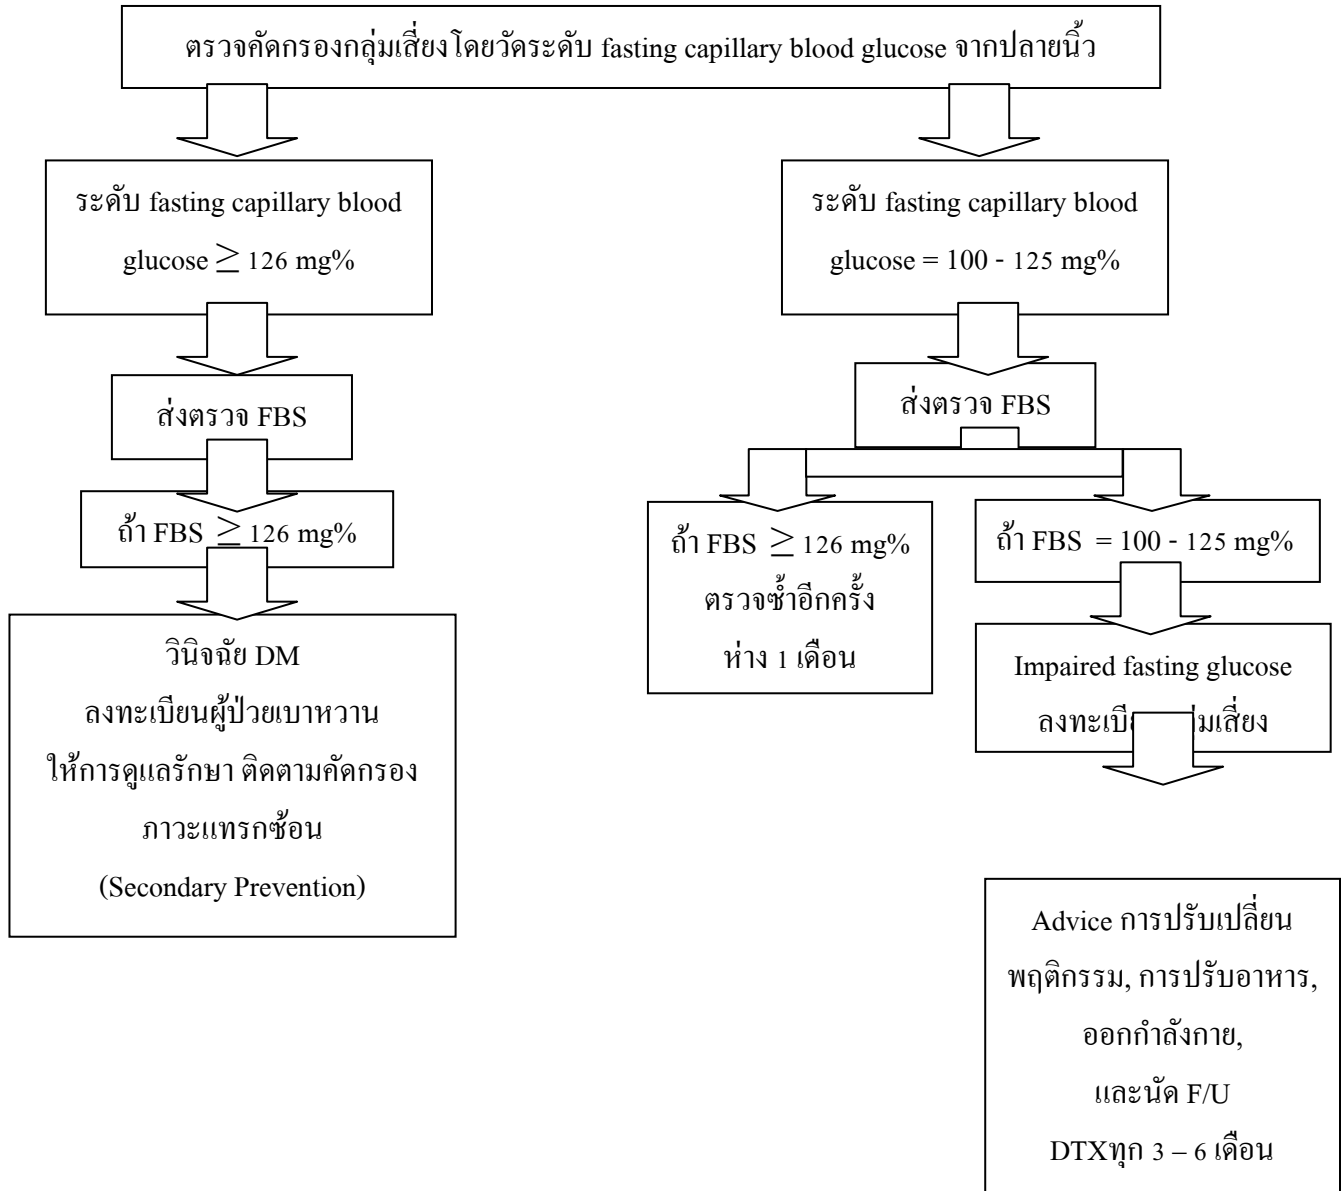 ตรวจคัดกรองกลุ่มเสี่ยงโดยวัดระดับ fasting capillary blood glucose จากปลายนิ้ว
ระดับ fasting capillary blood
glucose ≥ 126 mg%
ส่งตรวจ FBS
ถ้า FBS ≥ 126 mg%
วินิจฉัย DM
ลงทะเบียนผู้ป่วยเบาหวาน
ให้การดูแลรักษา ติดตามคัดกรอง
ภาวะแทรกซ้อน
(Secondary Prevention)
ระดับ fasting capillary blood
glucose = 100 - 125 mg%
ส่งตรวจ FBS
ถ้า FBS ≥ 126 mg%
ตรวจซ้ำอีกครั้ง
ห่าง 1 เดือน
ถ้า FBS = 100 - 125 mg%
Impaired fasting glucose
Advice การปรับเปลี่ยน
พฤติกรรม, การปรับอาหาร,
ออกกำลังกาย,
และนัด F/U
DTXทุก 3 – 6 เดือน